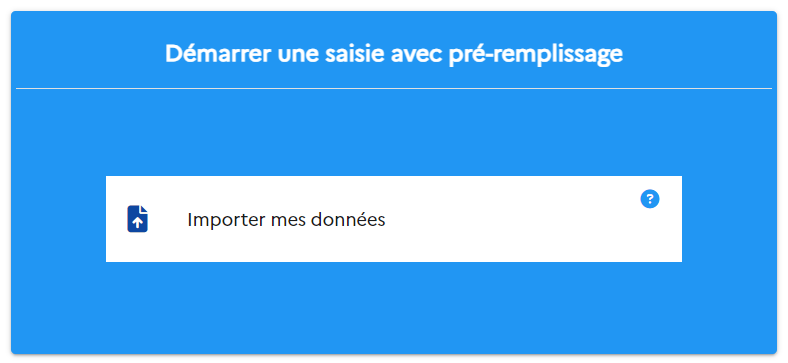 Démarrer une saisie avec pré-remplissage
?
Importer mes données